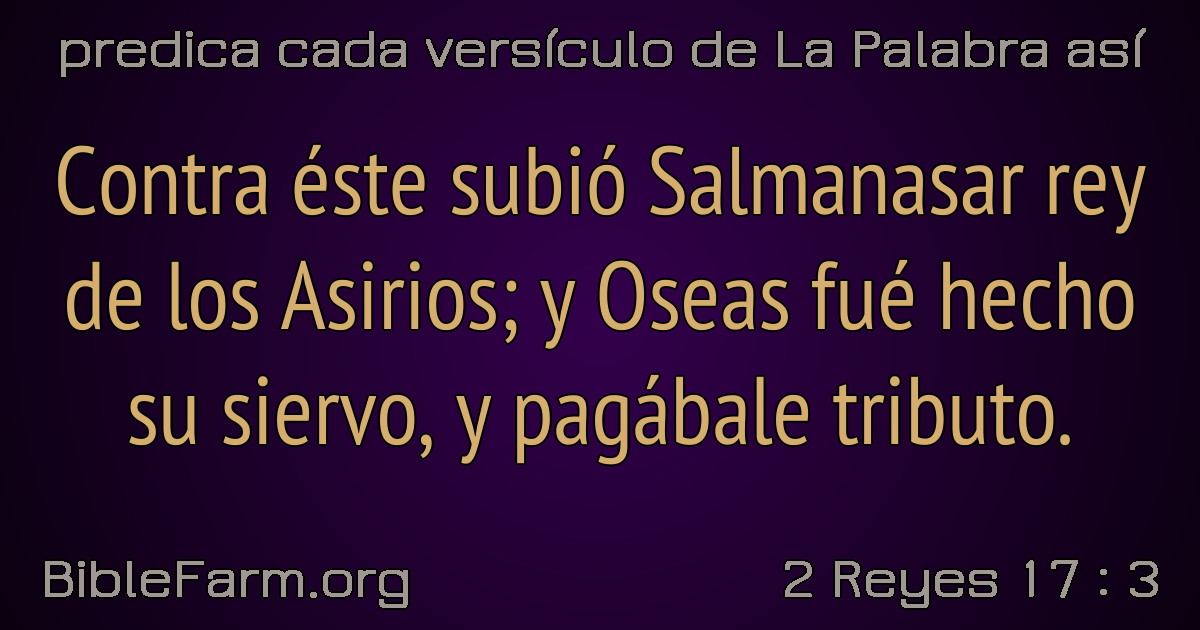 predica cada versículo de La Palabra así
Contra éste subió Salmanasar rey
de los Asirios; y Oseas fué hecho
su siervo, y pagábale tributo.
BibleFarm.org
2 Reyes 17 : 3